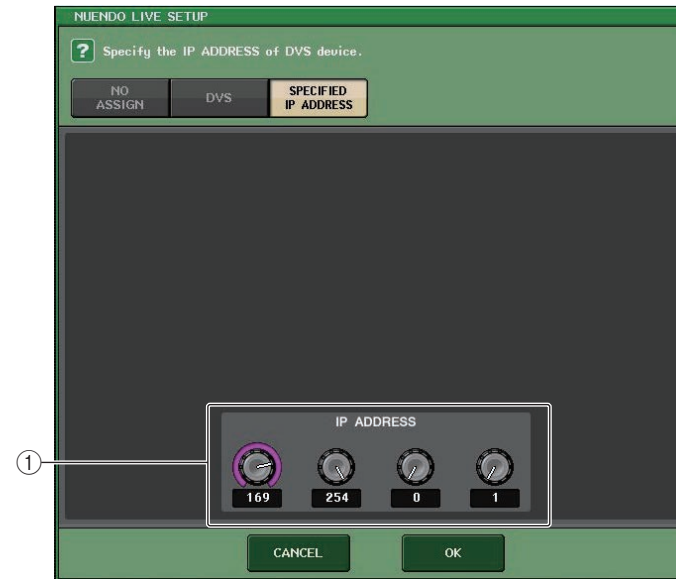 NUENDO LIVE SETUP
? Specify the IP ADDRESS of DVS device.
NO ASSIGN
DVS
SPECIFIED IP ADDRESS
IP ADDRESS
①
169 254 0 1
CANCEL OK